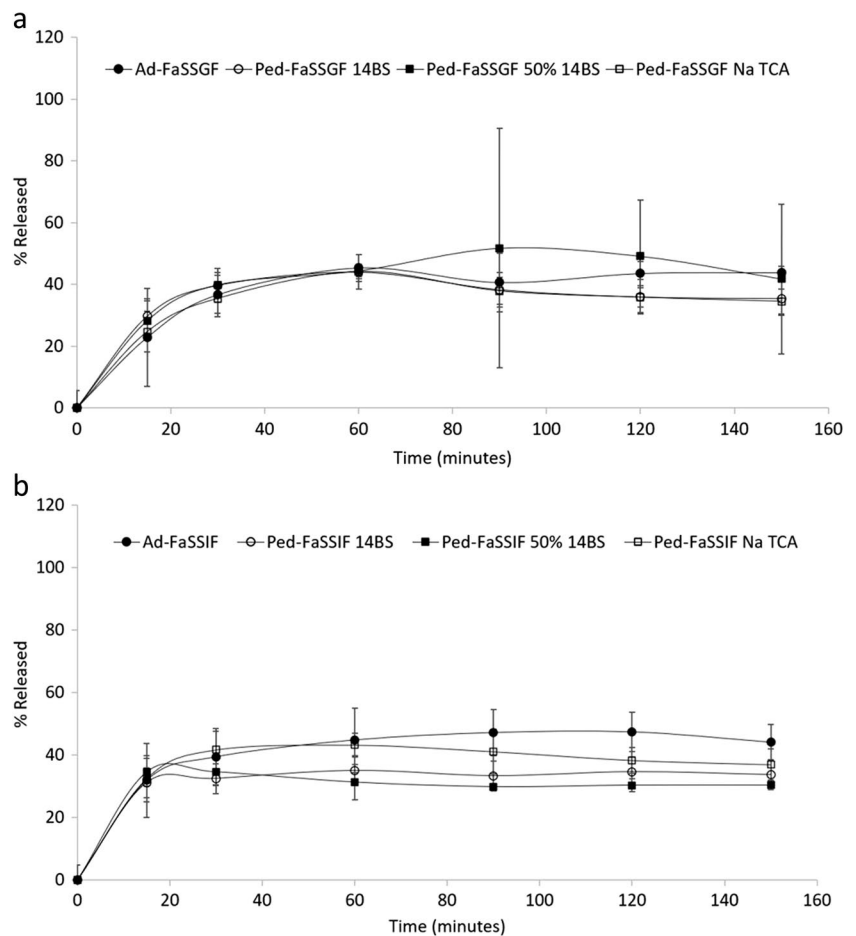 a
120
Ad-FaSSGF Ped-FaSSGF 14BS Ped-FaSSGF 50% 14BS Ped-FaSSGF Na TCA
100
80
% Released
60
40
20
0
0 20 40 60 80 100 120 140 160
Time (minutes)
b
120
Ad-FaSSIF Ped-FaSSIF 14BS Ped-FaSSIF 50% 14BS Ped-FaSSIF Na TCA
100
80
% Released
60
40
20
0
0 20 40 60 80 100 120 140 160
Time (minutes)